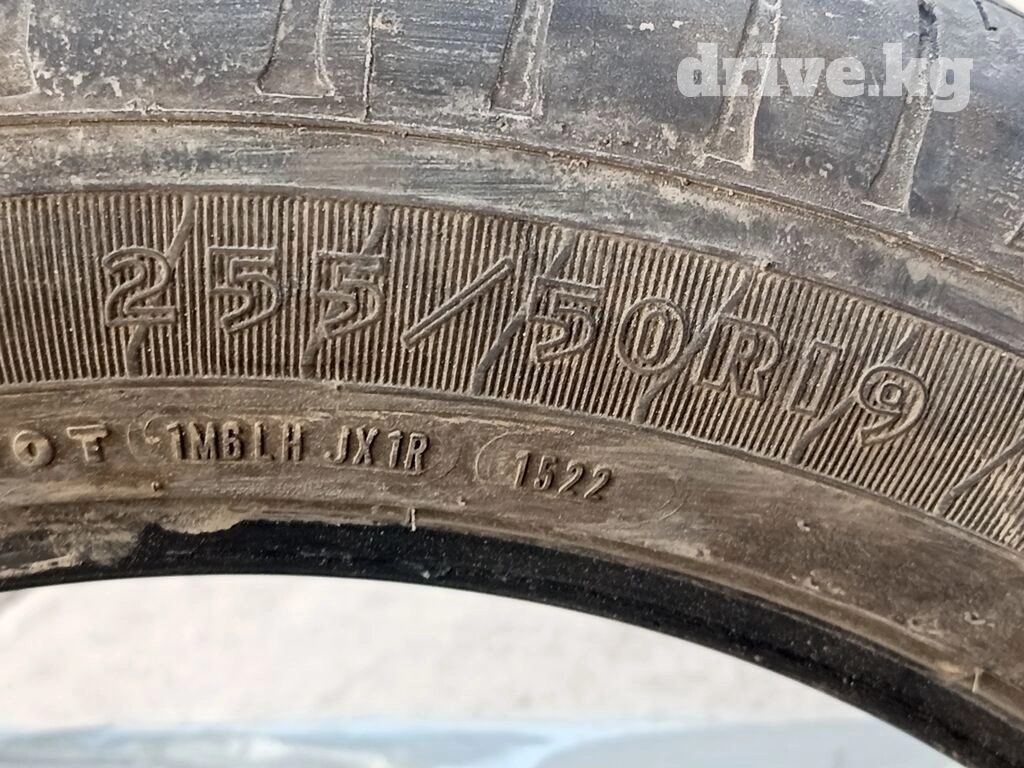 drive.kg
255/50R19
DOT 1M6LH JX1R 1522